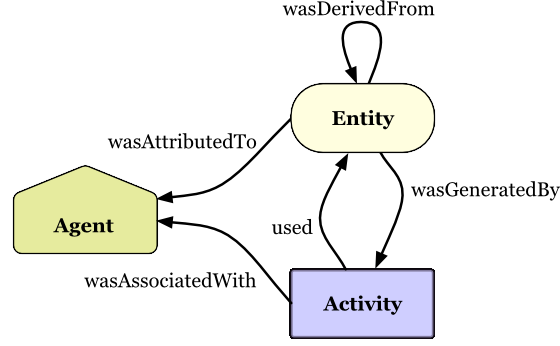 wasDerivedFrom
Entity
wasAttributedTo
wasGeneratedBy
Agent
used
wasAssociatedWith
Activity